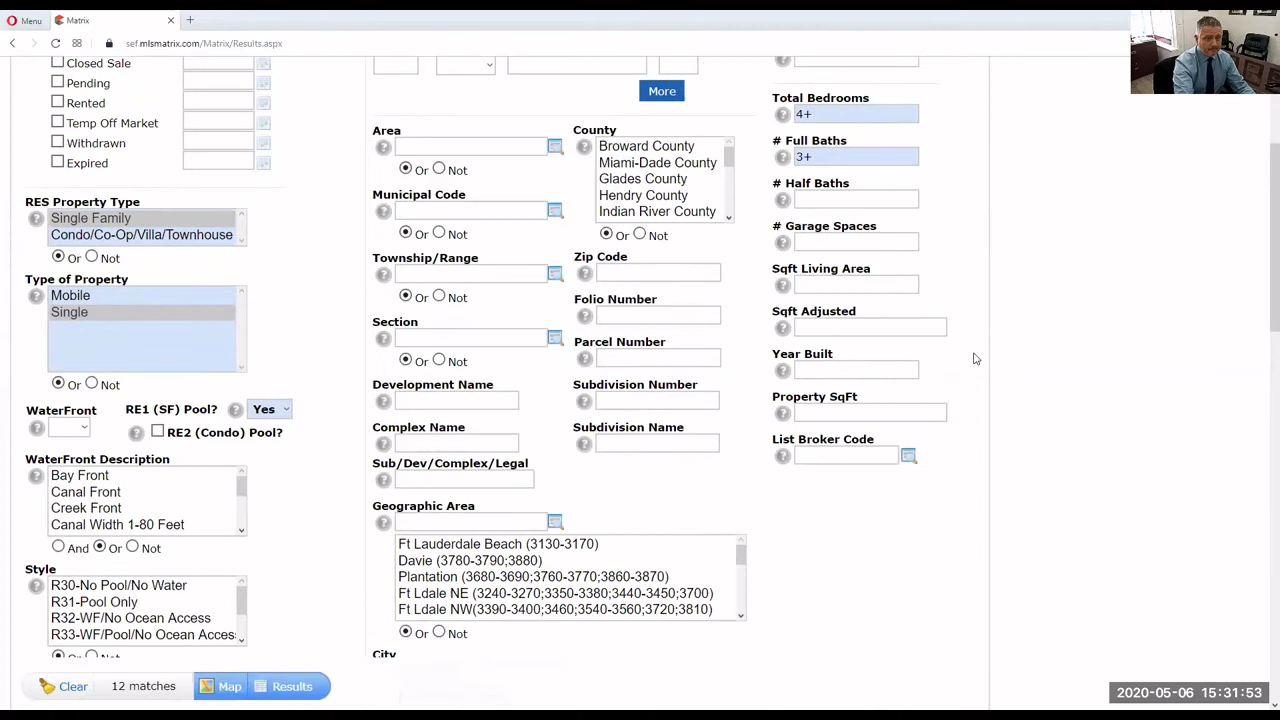 Menu
Matrix
sef.mlsmatrix.com/Matrix/Results.aspx
Closed Sale
Pending
Rented
Temp Off Market
Withdrawn
Expired
RES Property Type
Single Family
Condo/Co-Op/Villa/Townhouse
Or Not
Type of Property
Mobile
Single
Or Not
WaterFront
RE1 (SF) Pool? Yes
RE2 (Condo) Pool?
WaterFront Description
Bay Front
Canal Front
Creek Front
Canal Width 1-80 Feet
And Or Not
Style
R30-No Pool/No Water
R31-Pool Only
R32-WF/No Ocean Access
R33-WF/Pool/No Ocean Acces
Or Not
More
Area
Or Not
Municipal Code
Or Not
Township/Range
Or Not
Section
Or Not
Development Name
Complex Name
Sub/Dev/Complex/Legal
Geographic Area
Ft Lauderdale Beach (3130-3170)
Davie (3780-3790;3880)
Plantation (3680-3690;3760-3770;3860-3870)
Ft Ldale NE (3240-3270;3350-3380;3440-3450;3700)
Ft Ldale NW(3390-3400;3460;3540-3560;3720;3810)
Or Not
City
County
Broward County
Miami-Dade County
Glades County
Hendry County
Indian River County
Or Not
Zip Code
Folio Number
Parcel Number
Subdivision Number
Subdivision Name
Total Bedrooms
4+
# Full Baths
3+
# Half Baths
# Garage Spaces
Sqft Living Area
Sqft Adjusted
Year Built
Property SqFt
List Broker Code
Clear 12 matches Map Results
2020-05-06 15:31:53